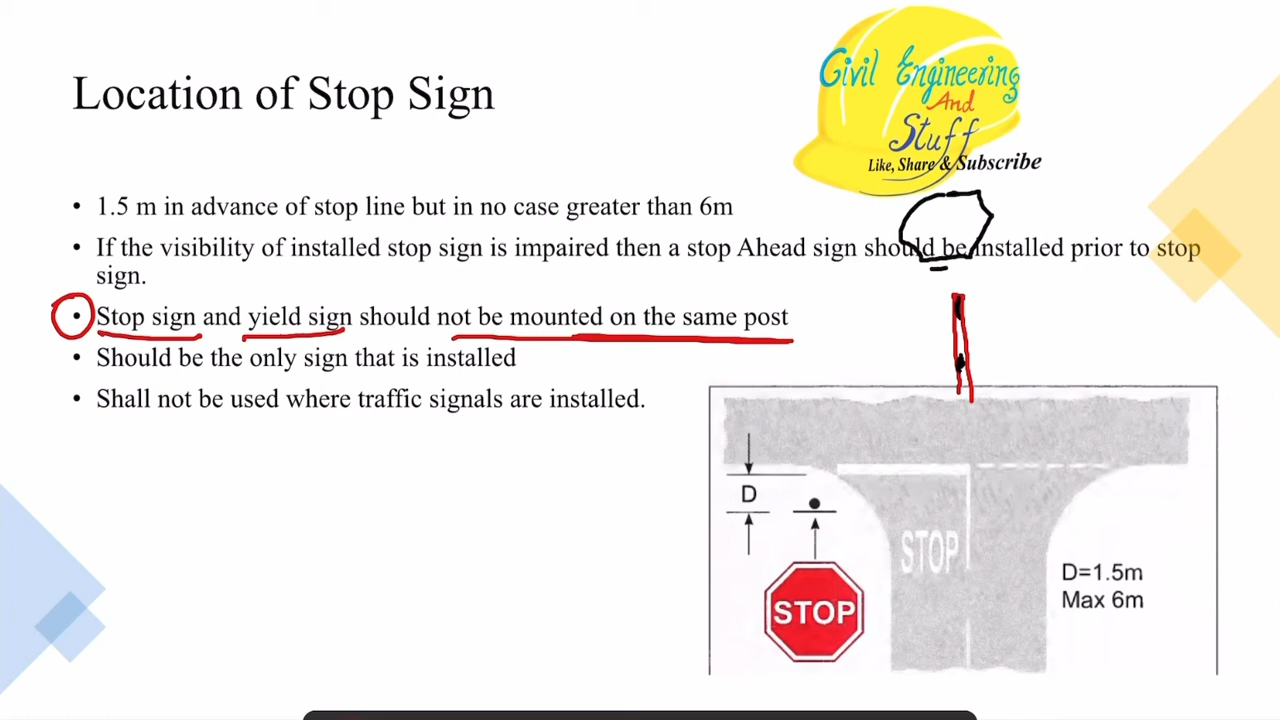 Civil Engineering
And
Stuff
Like, Share & Subscribe
Location of Stop Sign
• 1.5 m in advance of stop line but in no case greater than 6m
• If the visibility of installed stop sign is impaired then a stop Ahead sign should be installed prior to stop
sign.
• Stop sign and yield sign should not be mounted on the same post
• Should be the only sign that is installed
• Shall not be used where traffic signals are installed.
D
STOP
STOP
D=1.5m
Max 6m